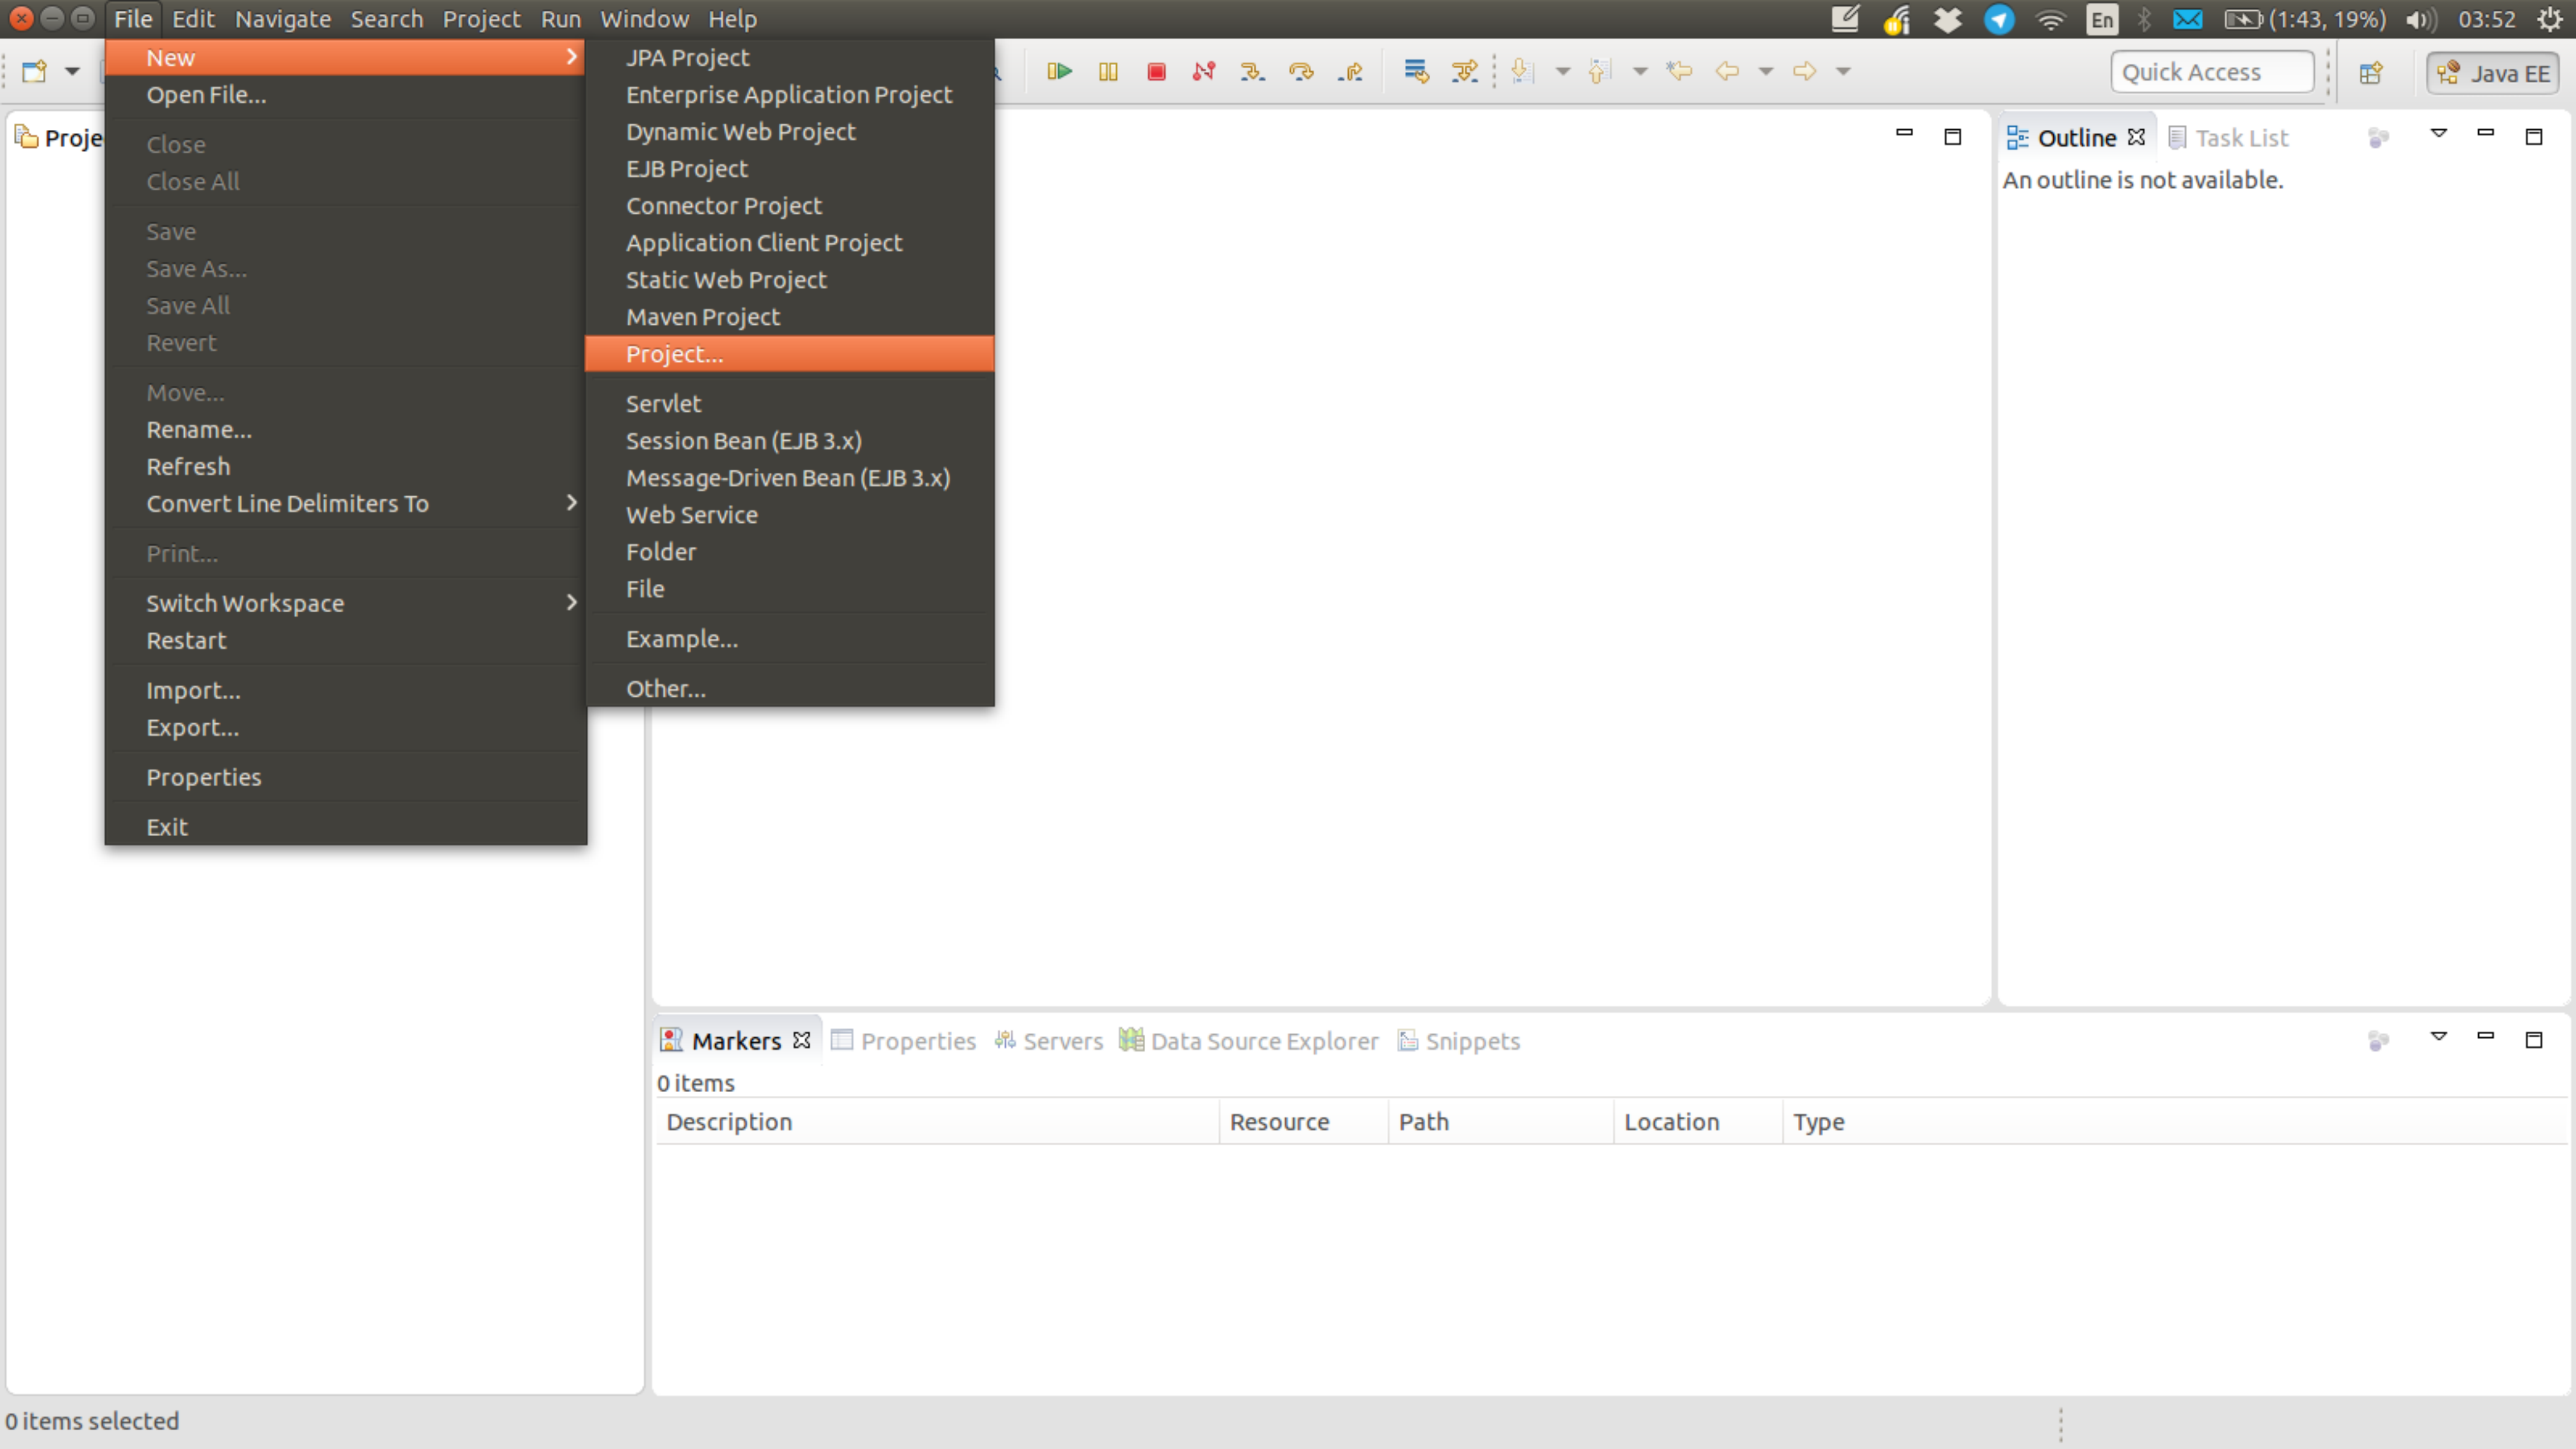 File Edit Navigate Search Project Run Window Help
En (1:43, 19%) 03:52
New
Open File...
Close
Close All
Save
Save As...
Save All
Revert
Move...
Rename...
Refresh
Convert Line Delimiters To
Print...
Switch Workspace
Restart
Import...
Export...
Properties
Exit
JPA Project
Enterprise Application Project
Dynamic Web Project
EJB Project
Connector Project
Application Client Project
Static Web Project
Maven Project
Project...
Servlet
Session Bean (EJB 3.x)
Message-Driven Bean (EJB 3.x)
Web Service
Folder
File
Example...
Other...
Quick Access
Java EE
Proje
Outline Task List
An outline is not available.
Markers Properties Servers Data Source Explorer Snippets
0 items
Description Resource Path Location Type
0 items selected